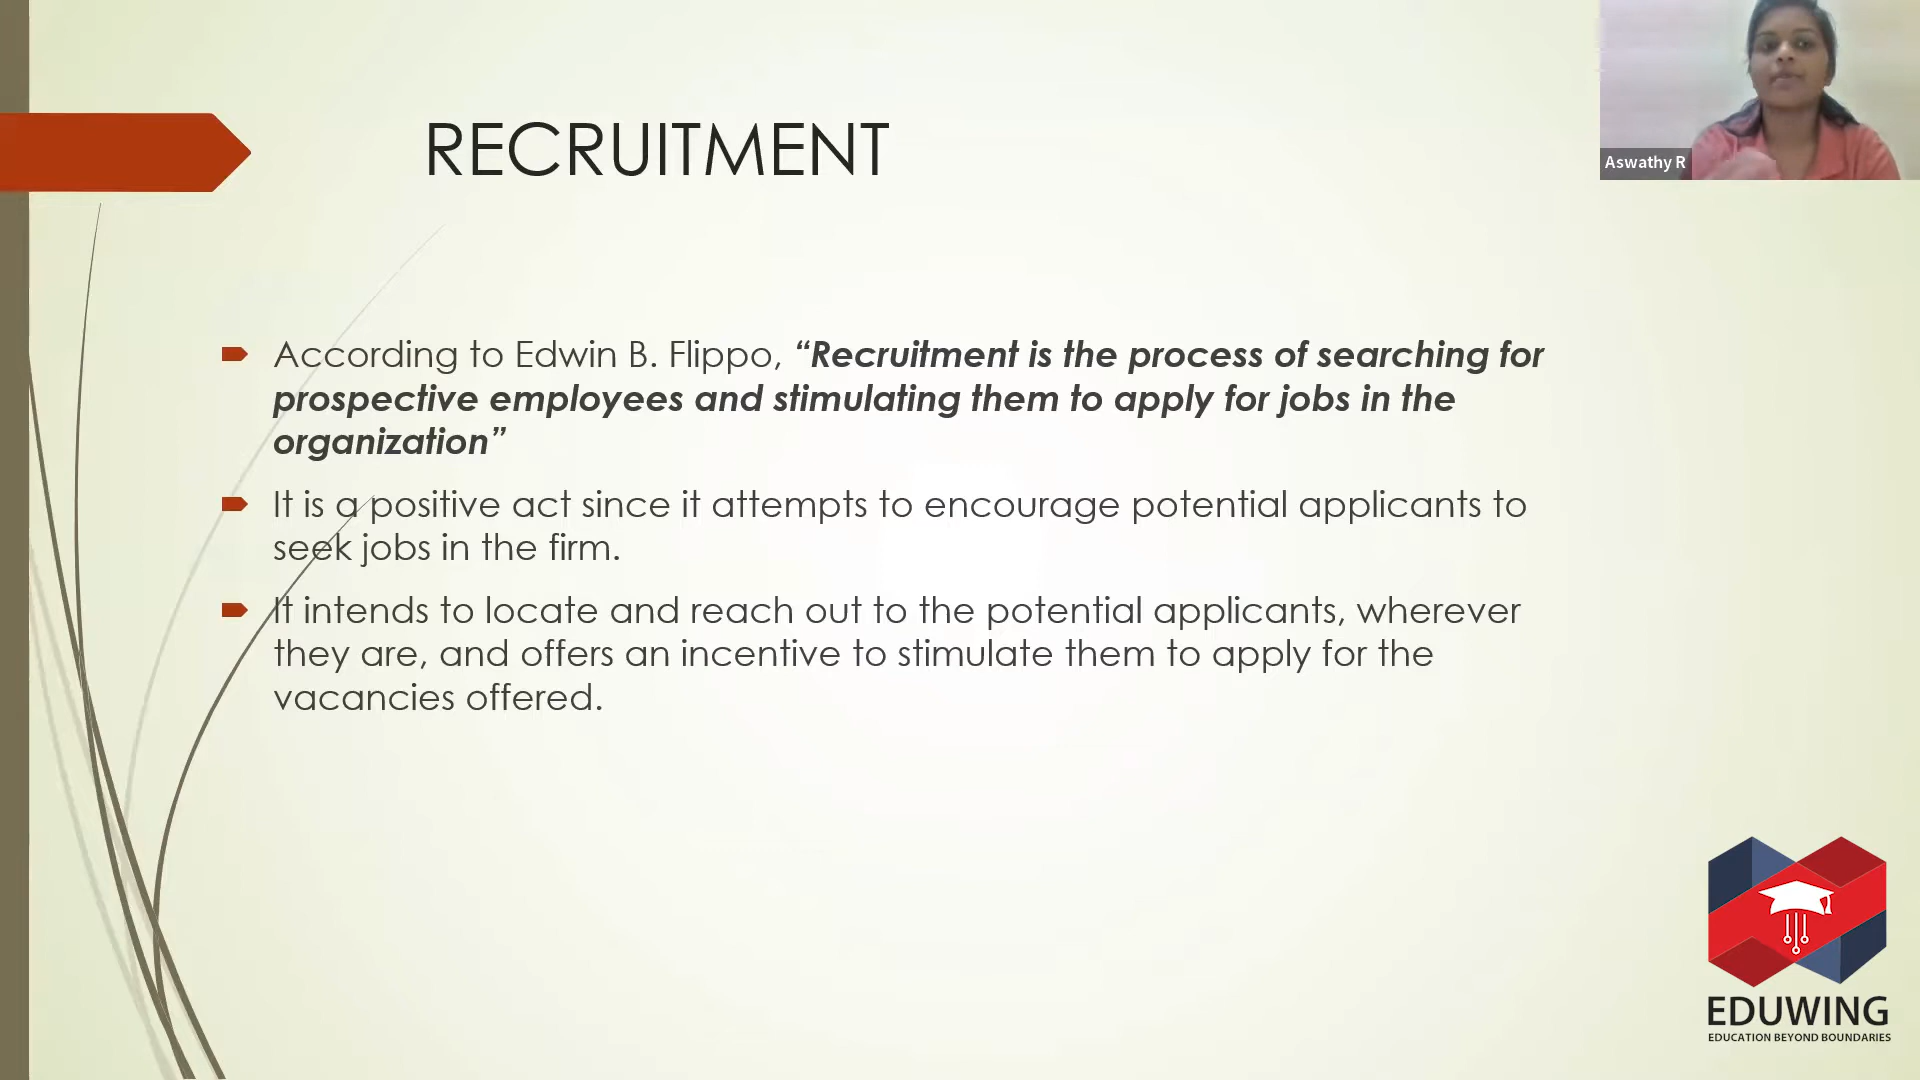 RECRUITMENT
Aswathy R
According to Edwin B. Flippo, “Recruitment is the process of searching for
prospective employees and stimulating them to apply for jobs in the
organization”
It is a positive act since it attempts to encourage potential applicants to
seek jobs in the firm.
It intends to locate and reach out to the potential applicants, wherever
they are, and offers an incentive to stimulate them to apply for the
vacancies offered.
EDUWING
EDUCATION BEYOND BOUNDARIES